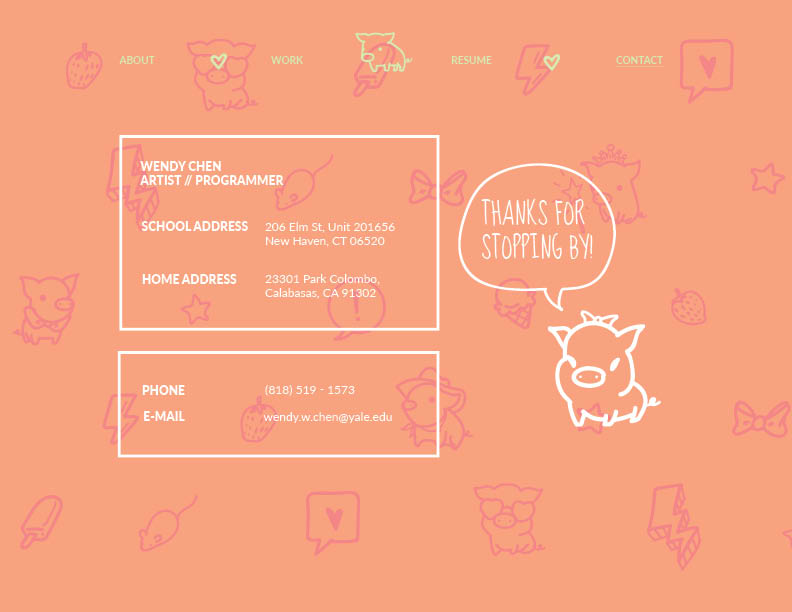 ABOUT
WORK
RESUME
CONTACT
WENDY CHEN
ARTIST // PROGRAMMER
SCHOOL ADDRESS
206 Elm St, Unit 201656
New Haven, CT 06520
HOME ADDRESS
23301 Park Colombo,
Calabasas, CA 91302
PHONE
(818) 519 - 1573
E-MAIL
wendy.w.chen@yale.edu
THANKS FOR
STOPPING BY!